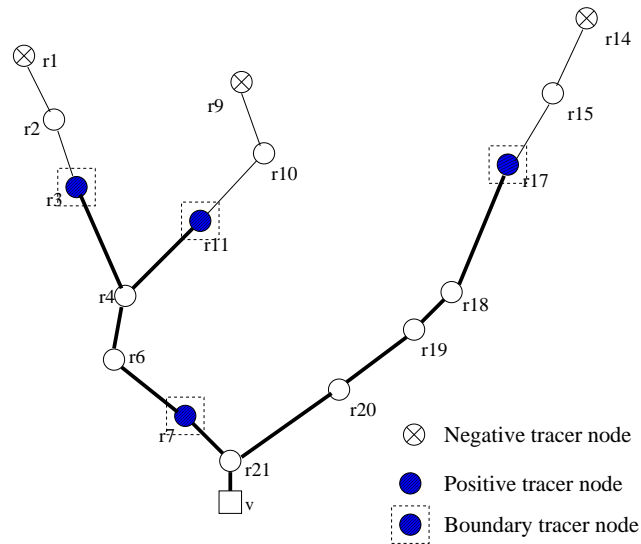 r14
r1
r9
r15
r2
r10
r17
r3
r11
r4
r18
r19
r6
r20
r7
r21
v
Negative tracer node
Positive tracer node
Boundary tracer node